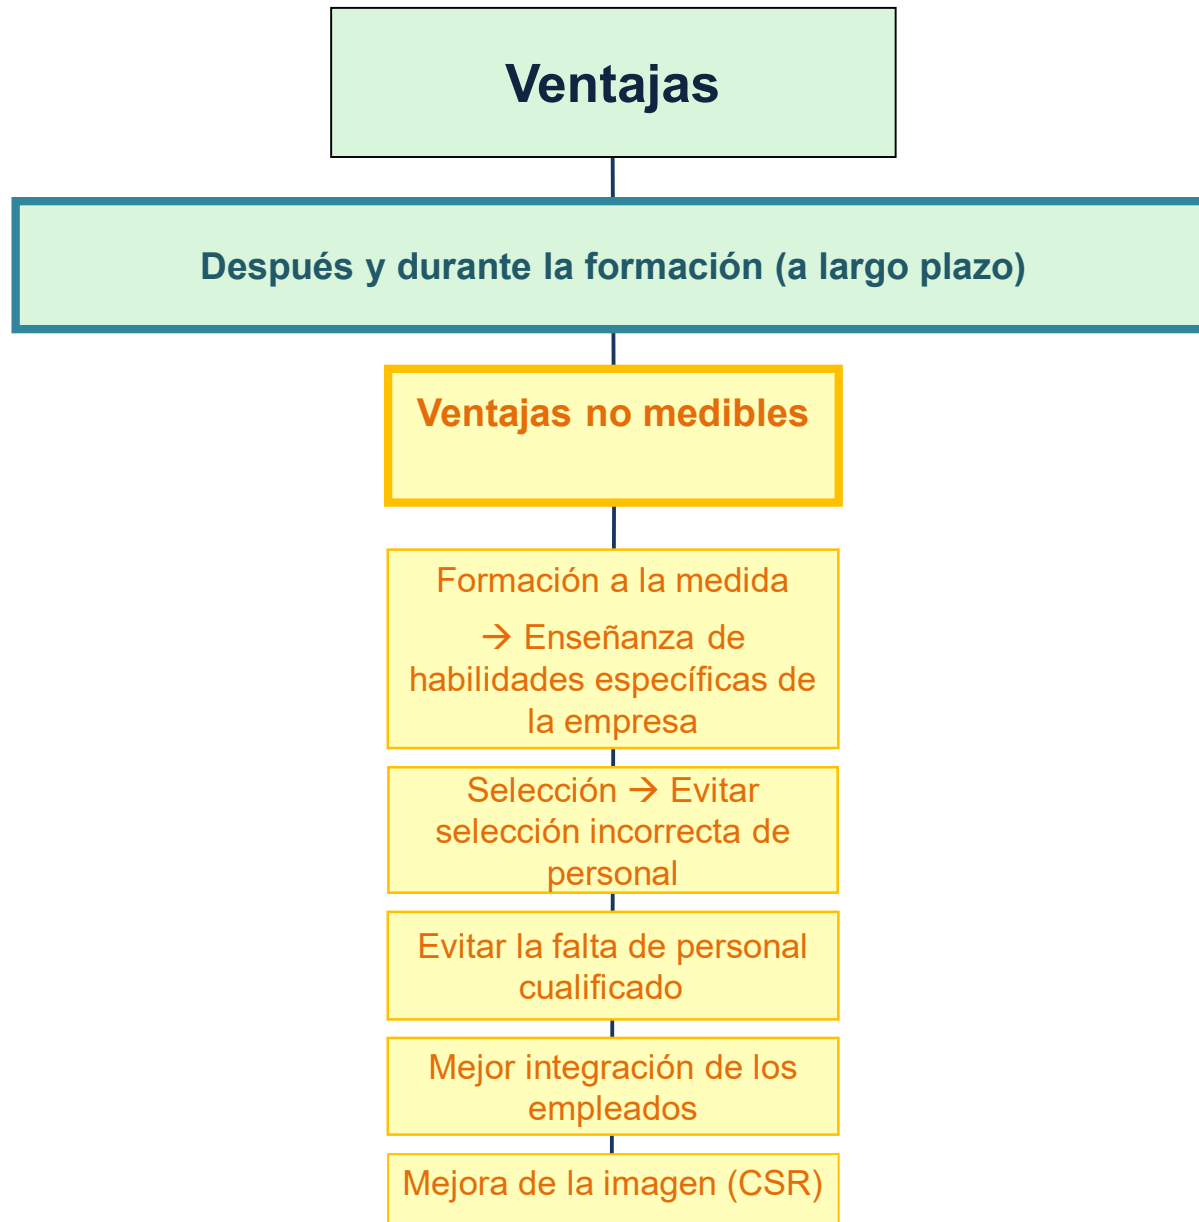 Ventajas
Después y durante la formación (a largo plazo)
Ventajas no medibles
Formación a la medida
→ Enseñanza de
habilidades específicas de
la empresa
Selección → Evitar
selección incorrecta de
personal
Evitar la falta de personal
cualificado
Mejor integración de los
empleados
Mejora de la imagen (CSR)